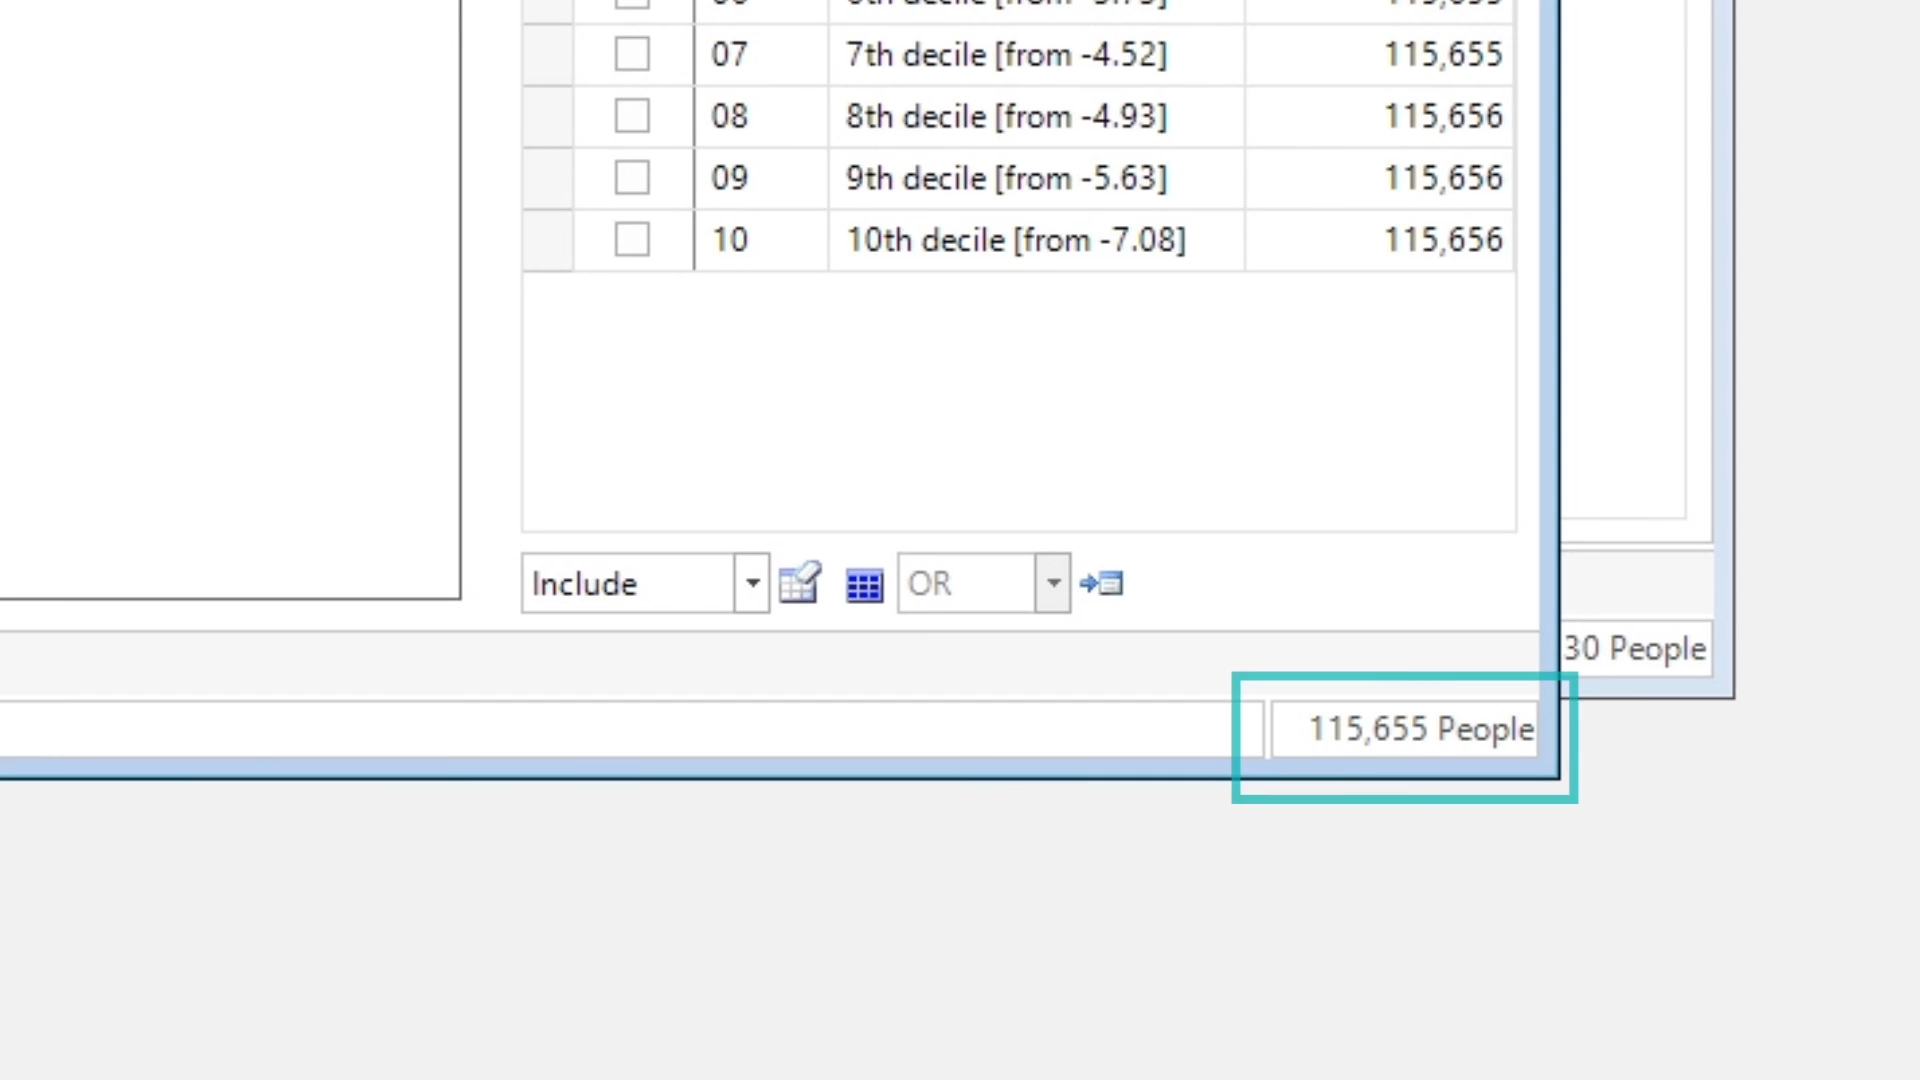 07 7th decile [from -4.52] 115,655
08 8th decile [from -4.93] 115,656
09 9th decile [from -5.63] 115,656
10 10th decile [from -7.08] 115,656
Include OR
30 People
115,655 People